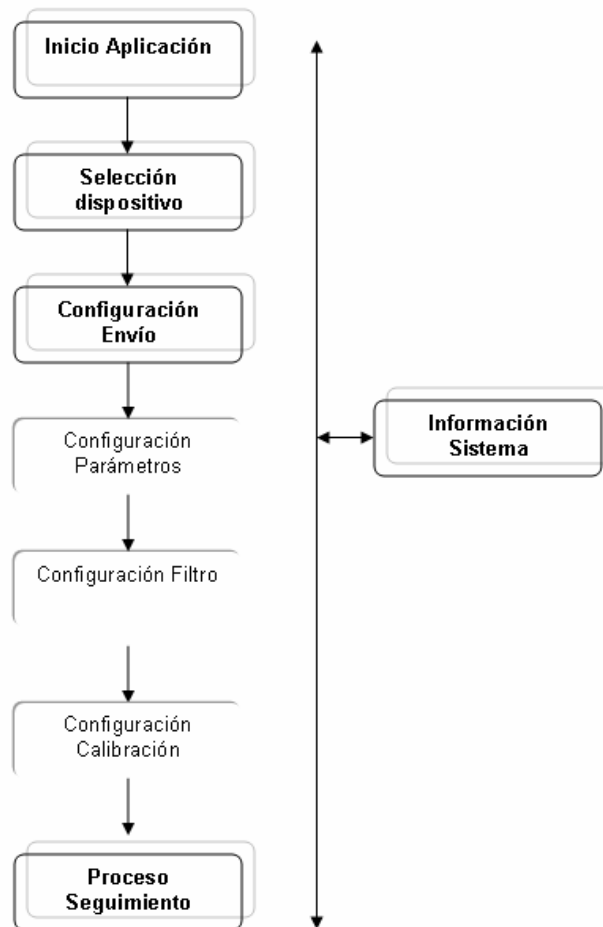 Inicio Aplicación
Selección
dispositivo
Configuración
Envío
Configuración
Parámetros
Configuración Filtro
Configuración
Calibración
Proceso
Seguimiento
Información
Sistema